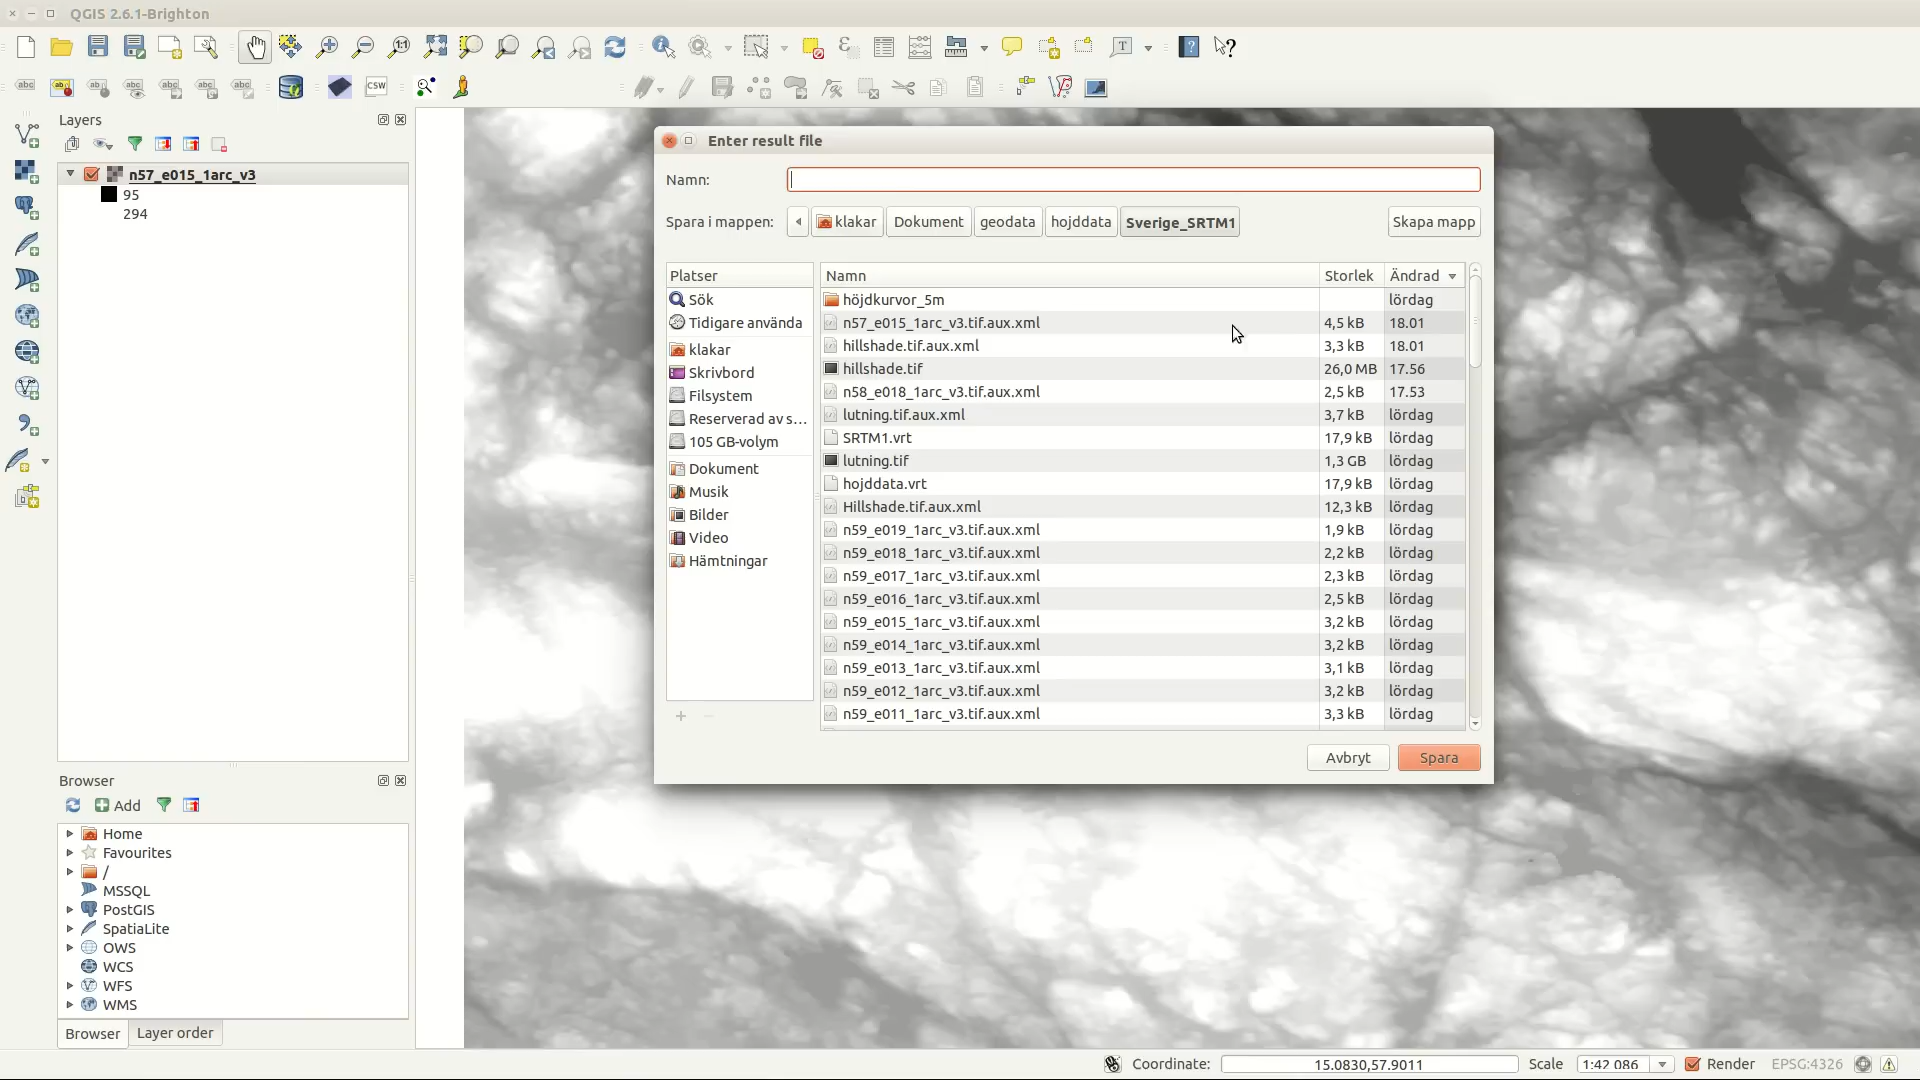 QGIS 2.6.1-Brighton
CSW
Layers
n57_e015_1arc_v3
95
294
Enter result file
Namn:
Spara i mappen:
klakar
Dokument
geodata
hojddata
Sverige_SRTM1
Skapa mapp
Platser
Sök
Tidigare använda
klakar
Skrivbord
Filsystem
Reserverad av s...
105 GB-volym
Dokument
Musik
Bilder
Video
Hämtningar
Namn Storlek Ändrad
höjdkurvor_5m lördag
n57_e015_1arc_v3.tif.aux.xml 4,5 kB 18.01
hillshade.tif.aux.xml 3,3 kB 18.01
hillshade.tif 26,0 MB 17.56
n58_e018_1arc_v3.tif.aux.xml 2,5 kB 17.53
lutning.tif.aux.xml 3,7 kB lördag
SRTM1.vrt 17,9 kB lördag
lutning.tif 1,3 GB lördag
hojddata.vrt 17,9 kB lördag
Hillshade.tif.aux.xml 12,3 kB lördag
n59_e019_1arc_v3.tif.aux.xml 1,9 kB lördag
n59_e018_1arc_v3.tif.aux.xml 2,2 kB lördag
n59_e017_1arc_v3.tif.aux.xml 2,3 kB lördag
n59_e016_1arc_v3.tif.aux.xml 2,5 kB lördag
n59_e015_1arc_v3.tif.aux.xml 3,2 kB lördag
n59_e014_1arc_v3.tif.aux.xml 3,2 kB lördag
n59_e013_1arc_v3.tif.aux.xml 3,1 kB lördag
n59_e012_1arc_v3.tif.aux.xml 3,2 kB lördag
n59_e011_1arc_v3.tif.aux.xml 3,3 kB lördag
Avbryt
Spara
Browser
Add
Home
Favourites
/
MSSQL
PostGIS
SpatiaLite
OWS
WCS
WFS
WMS
Browser
Layer order
Coordinate: 15.0830,57.9011 Scale 1:42 086 Render EPSG:4326